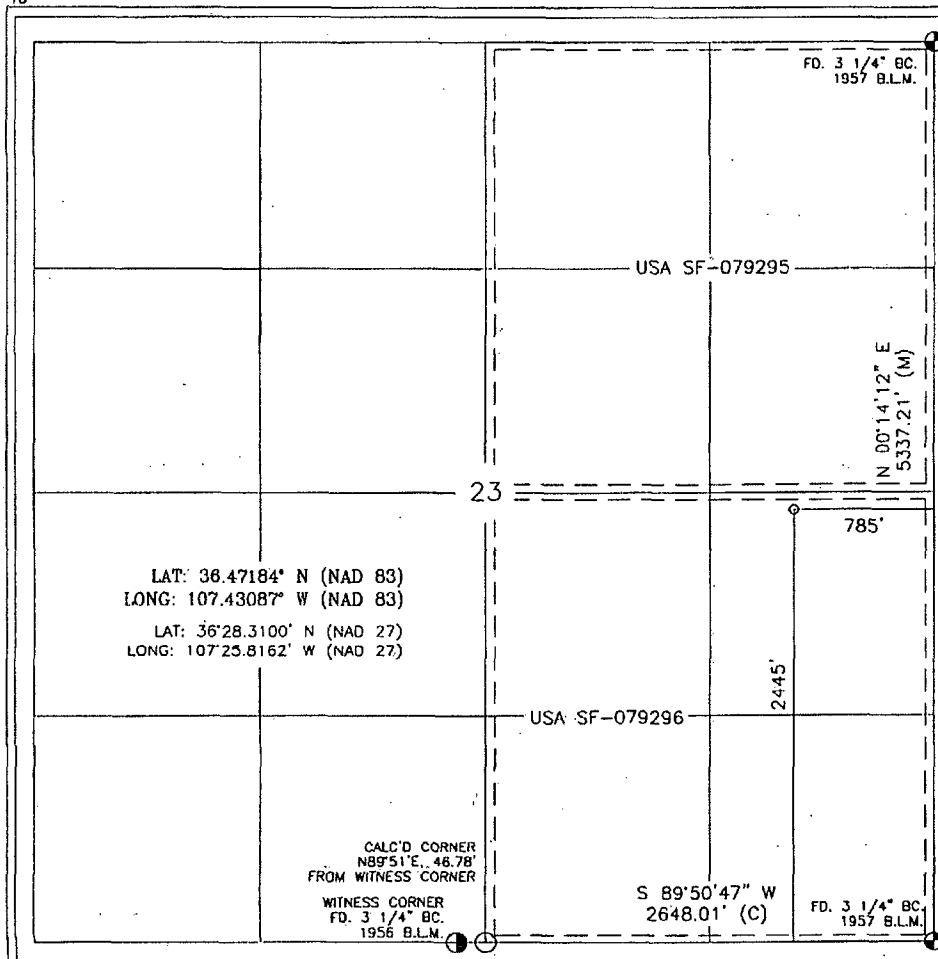 FD. 3 1/4" BC.
1957 B.L.M.
USA SF-079295
N 00°14'12" E
5337.21' (M)
23
785'
LAT: 36.47184° N (NAD 83)
LONG: 107.43087° W (NAD 83)
LAT: 36°28.3100' N (NAD 27)
LONG: 107°25.8162' W (NAD 27)
2445'
USA SF-079296
CALC'D CORNER
N89°51'E, 46.78'
FROM WITNESS CORNER
WITNESS CORNER
FD. 3 1/4" BC.
1956 B.L.M.
S 89°50'47" W
2648.01' (C)
FD. 3 1/4" BC.
1957 B.L.M.